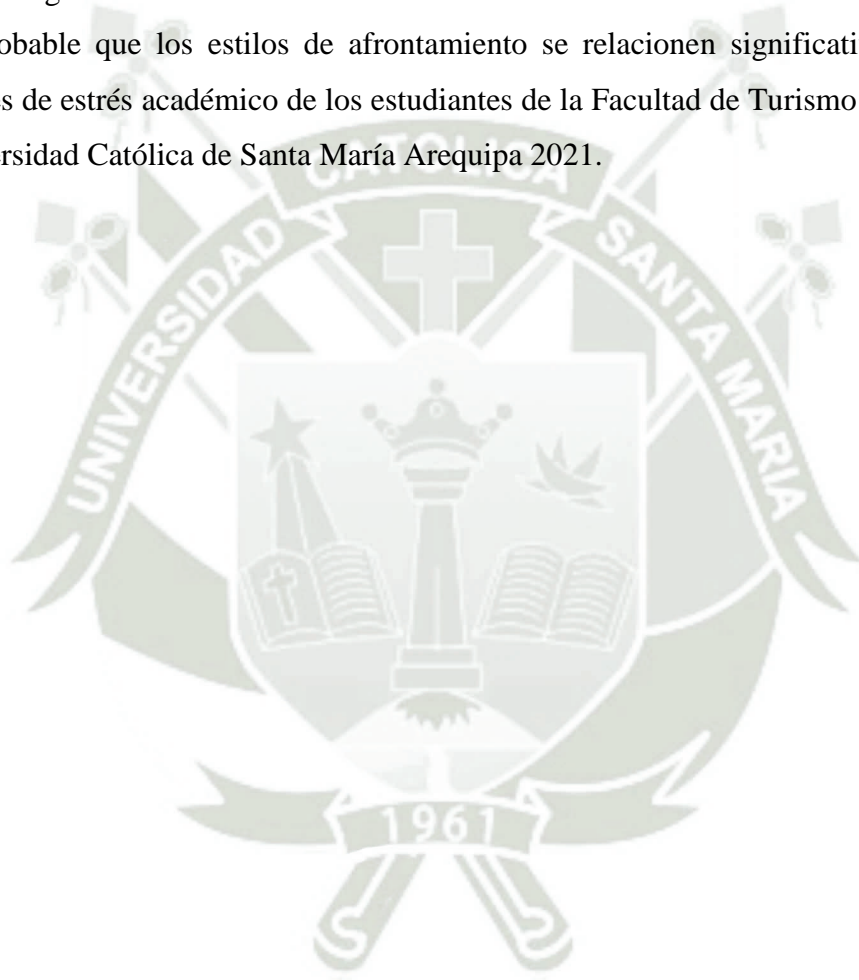 obable que los estilos de afrontamiento se relacionen significati
s de estrés académico de los estudiantes de la Facultad de Turismo
ersidad Católica de Santa María Arequipa 2021.
UNIVERSIDAD CATOLICA SANTA MARIA
1961